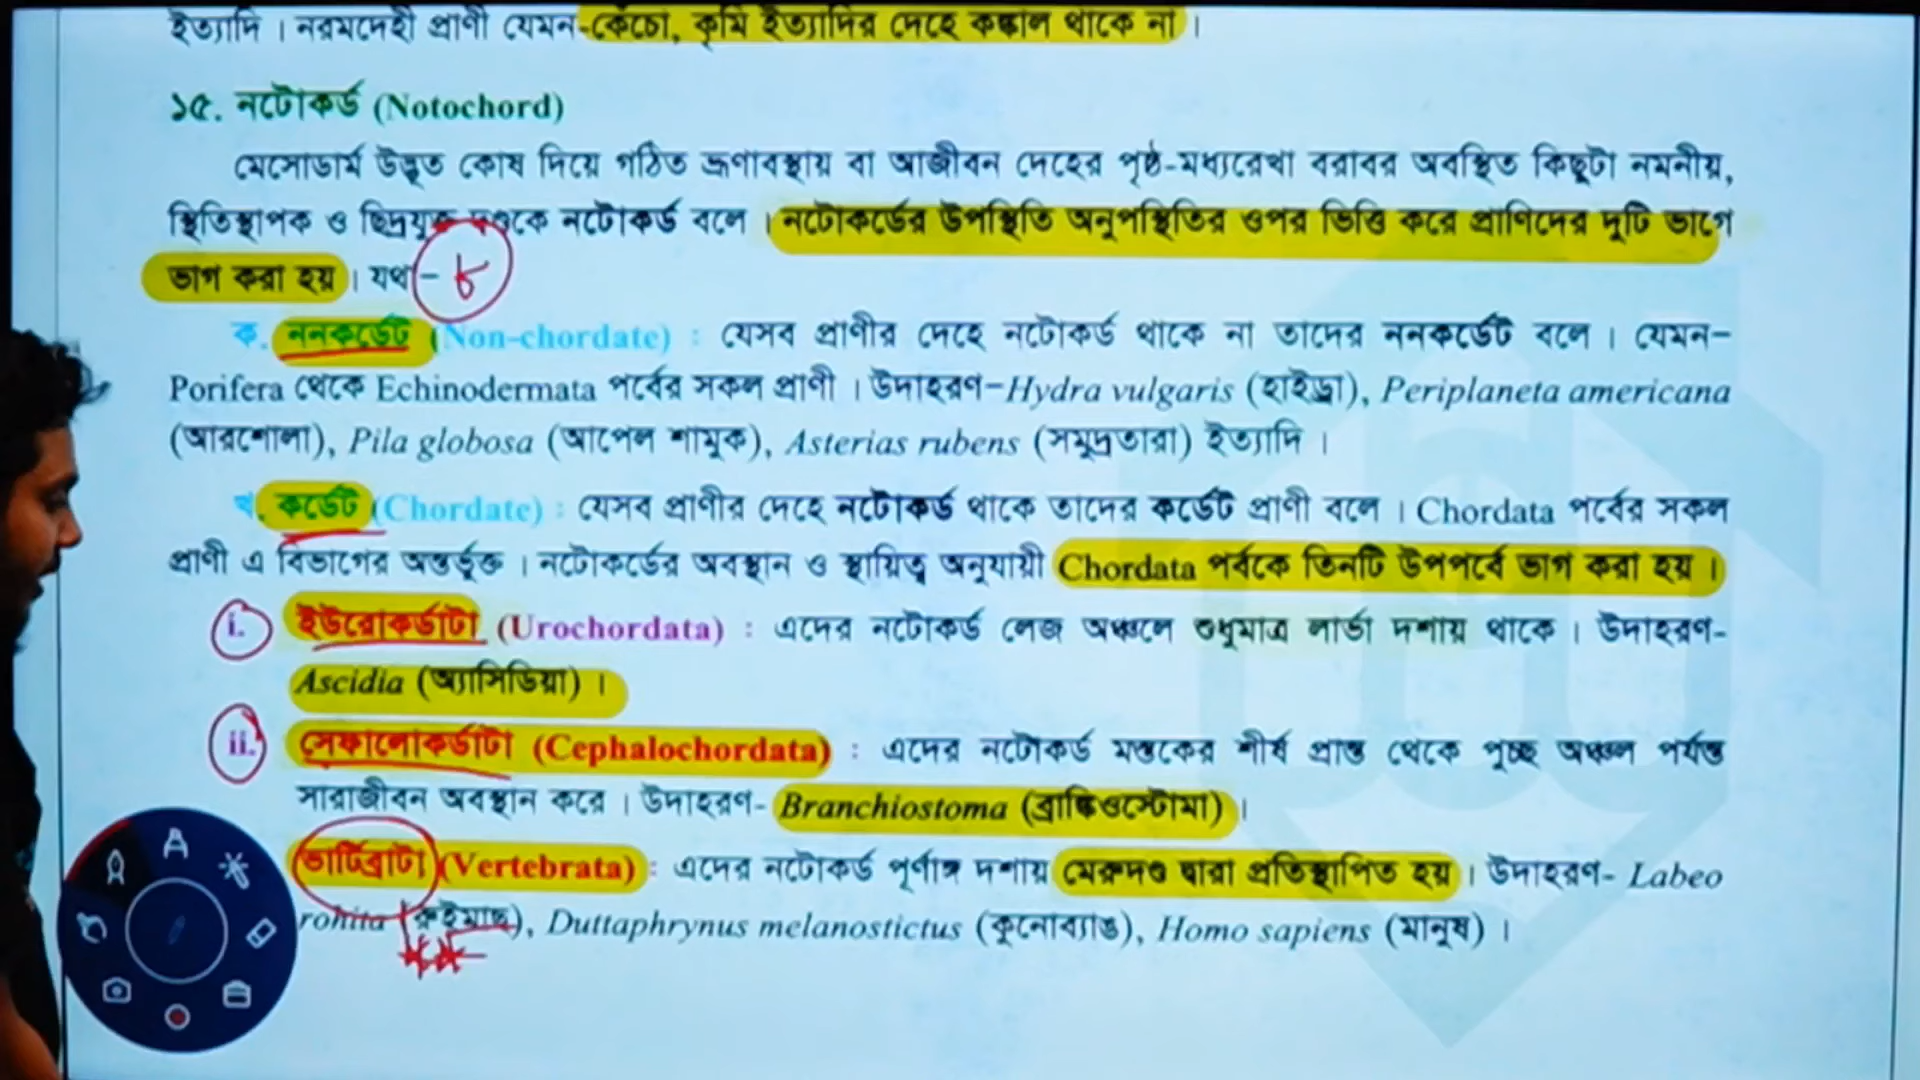 ইত্যাদি । নরমদেহী প্রাণী যেমন-কেঁচো, কৃমি ইত্যাদির দেহে কঙ্কাল থাকে না ।
১৫. নটোকর্ড (Notochord)
মেসোডার্ম উদ্ভূত কোষ দিয়ে গঠিত ভ্রূণাবস্থায় বা আজীবন দেহের পৃষ্ঠ-মধ্যরেখা বরাবর অবস্থিত কিছুটা নমনীয়,
স্থিতিস্থাপক ও ছিদ্রযুক্ত দণ্ডকে নটোকর্ড বলে । নটোকর্ডের উপস্থিতি অনুপস্থিতির ওপর ভিত্তি করে প্রাণিদের দুটি ভাগে
ভাগ করা হয় । যথা- ৮
ক. ননকর্ডেট (Non-chordate) : যেসব প্রাণীর দেহে নটোকর্ড থাকে না তাদের ননকর্ডেট বলে । যেমন–
Porifera থেকে Echinodermata পর্বের সকল প্রাণী । উদাহরণ–Hydra vulgaris (হাইড্রা), Periplaneta americana
(আরশোলা), Pila globosa (আপেল শামুক), Asterias rubens (সমুদ্রতারা) ইত্যাদি ।
খ. কর্ডেট (Chordate) : যেসব প্রাণীর দেহে নটোকর্ড থাকে তাদের কর্ডেট প্রাণী বলে । Chordata পর্বের সকল
প্রাণী এ বিভাগের অন্তর্ভুক্ত । নটোকর্ডের অবস্থান ও স্থায়িত্ব অনুযায়ী Chordata পর্বকে তিনটি উপপর্বে ভাগ করা হয় ।
i. ইউরোকর্ডাটা (Urochordata) : এদের নটোকর্ড লেজ অঞ্চলে শুধুমাত্র লার্ভা দশায় থাকে । উদাহরণ-
Ascidia (অ্যাসিডিয়া) ।
ii. সেফালোকর্ডাটা (Cephalochordata) : এদের নটোকর্ড মস্তকের শীর্ষ প্রান্ত থেকে পুচ্ছ অঞ্চল পর্যন্ত
সারাজীবন অবস্থান করে । উদাহরণ- Branchiostoma (ব্রাঙ্কিওস্টোমা) ।
ভার্টিব্রাটা (Vertebrata) : এদের নটোকর্ড পূর্ণাঙ্গ দশায় মেরুদণ্ড দ্বারা প্রতিস্থাপিত হয় । উদাহরণ- Labeo
rohita (রুইমাছ), Duttaphrynus melanostictus (কুনোব্যাঙ), Homo sapiens (মানুষ) ।